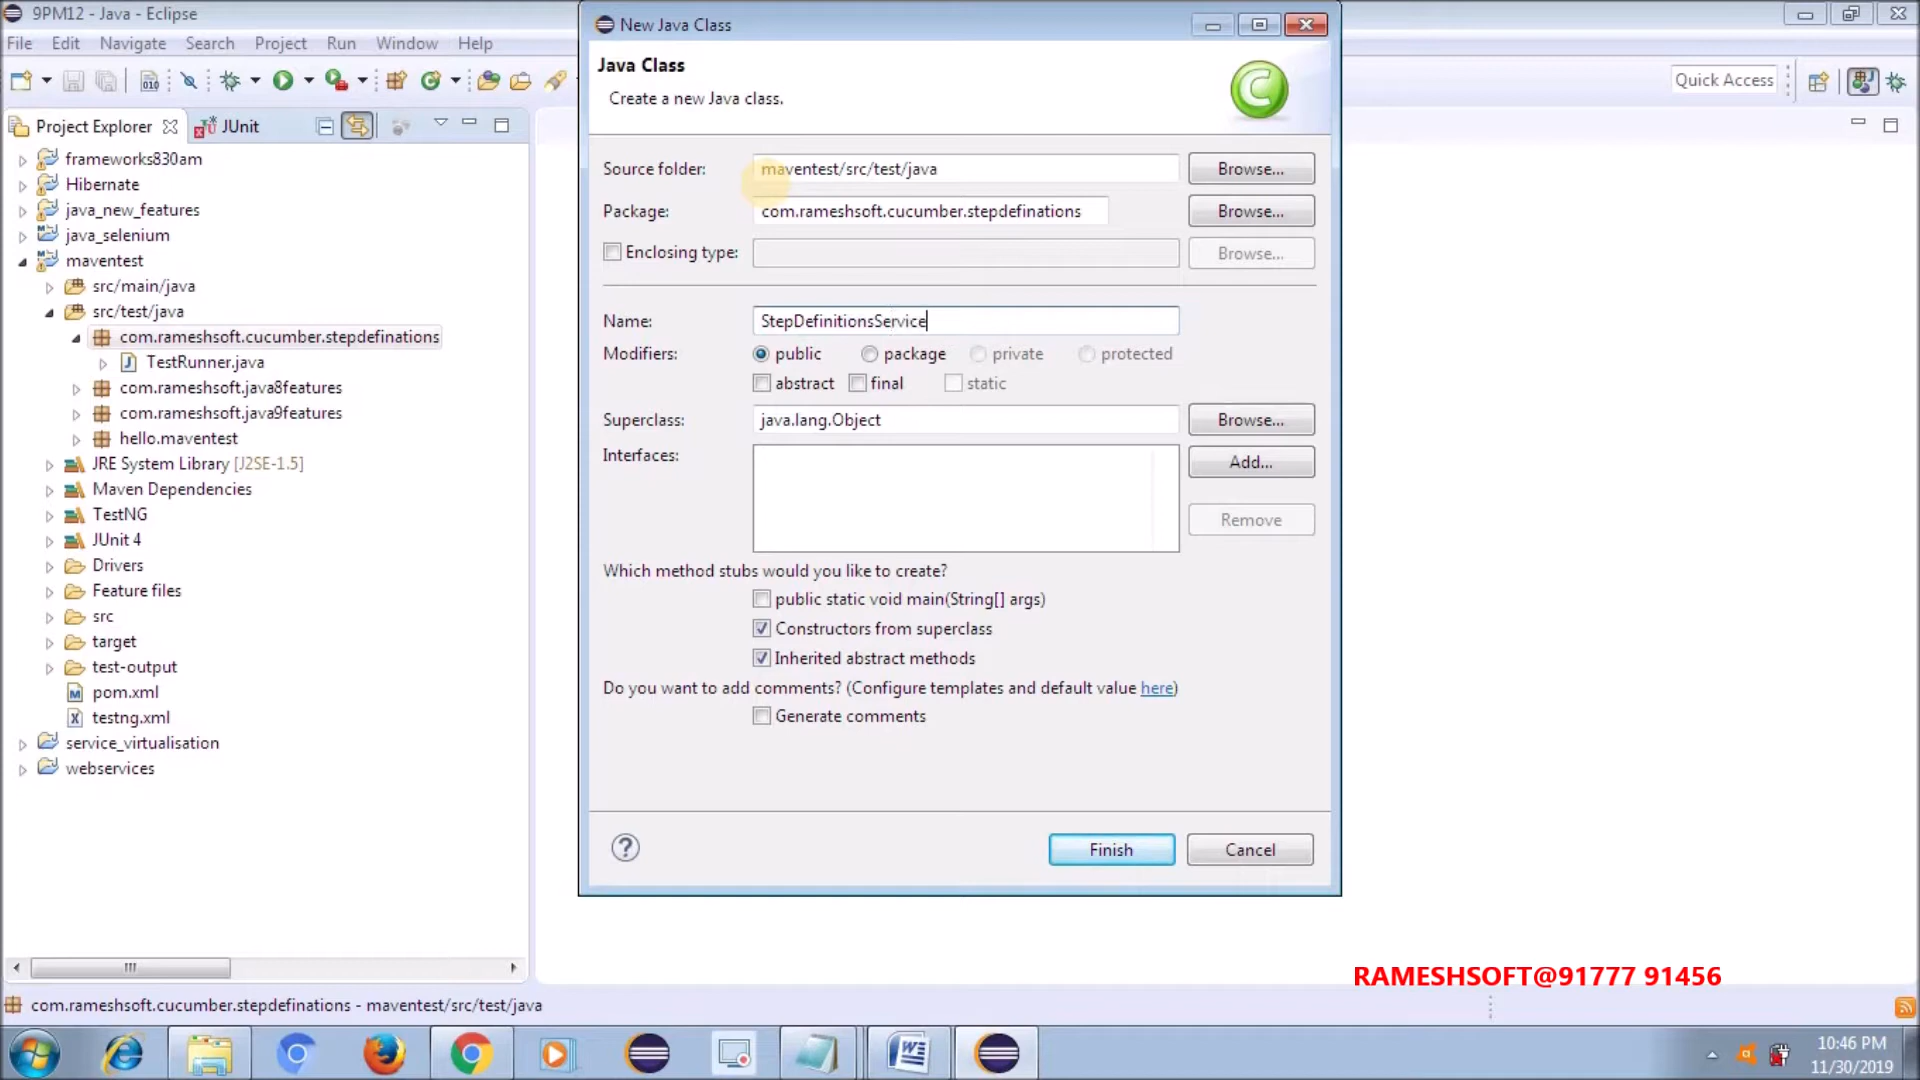 9PM12 - Java - Eclipse
File Edit Navigate Search Project Run Window Help
Quick Access
Project Explorer
JUnit
frameworks830am
Hibernate
java_new_features
java_selenium
maventest
src/main/java
src/test/java
com.rameshsoft.cucumber.stepdefinations
TestRunner.java
com.rameshsoft.java8features
com.rameshsoft.java9features
hello.maventest
JRE System Library [J2SE-1.5]
Maven Dependencies
TestNG
JUnit 4
Drivers
Feature files
src
target
test-output
pom.xml
testng.xml
service_virtualisation
webservices
New Java Class
Java Class
Create a new Java class.
Source folder: maventest/src/test/java Browse...
Package: com.rameshsoft.cucumber.stepdefinations Browse...
Enclosing type: Browse...
Name: StepDefinitionsService
Modifiers: public package private protected
abstract final static
Superclass: java.lang.Object Browse...
Interfaces: Add...
Remove
Which method stubs would you like to create?
public static void main(String[] args)
Constructors from superclass
Inherited abstract methods
Do you want to add comments? (Configure templates and default value here)
Generate comments
Finish Cancel
RAMESHSOFT@91777 91456
com.rameshsoft.cucumber.stepdefinations - maventest/src/test/java
10:46 PM
11/30/2019